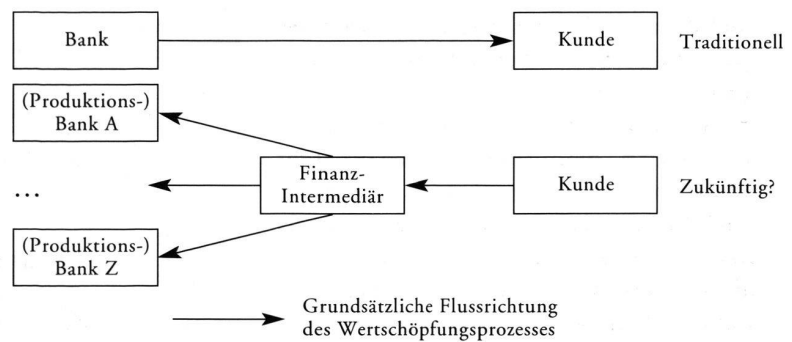 Bank
Kunde
Traditionell
(Produktions-)
Bank A
...
Finanz-
Intermediär
Kunde
Zukünftig?
(Produktions-)
Bank Z
Grundsätzliche Flussrichtung
des Wertschöpfungsprozesses